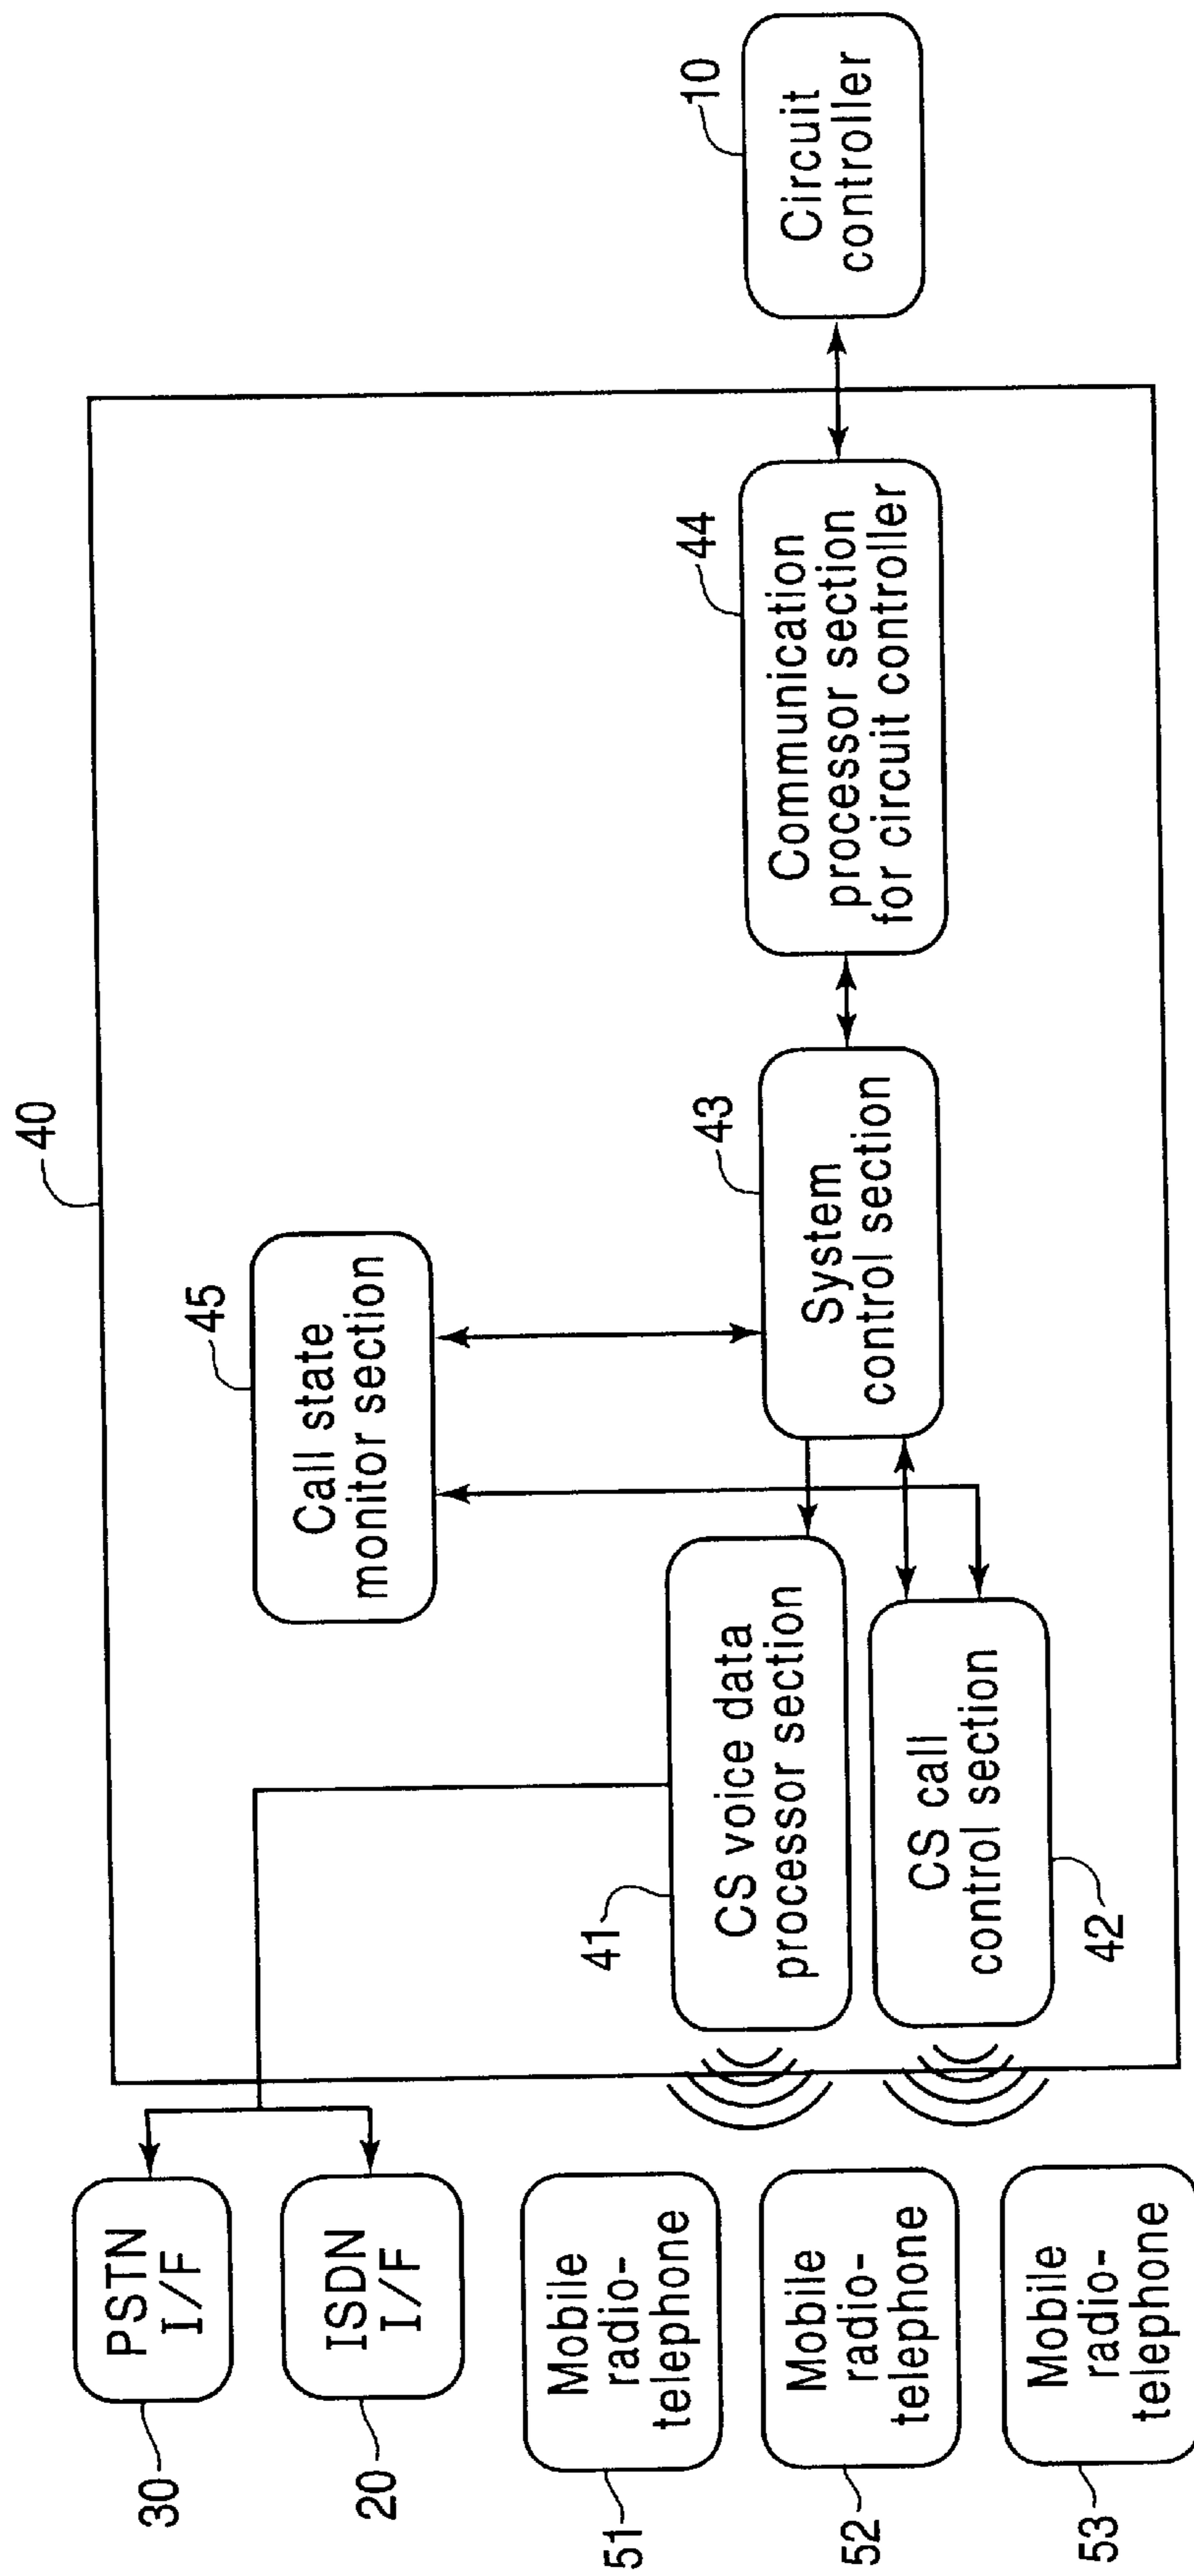 40
30
PSTN
I/F
20
ISDN
I/F
45
Call state
monitor section
10
Circuit
controller
44
Communication
processor section
for circuit controller
43
System
control section
41
CS voice data
processor section
42
CS call
control section
51
Mobile
radio-
telephone
52
Mobile
radio-
telephone
53
Mobile
radio-
telephone